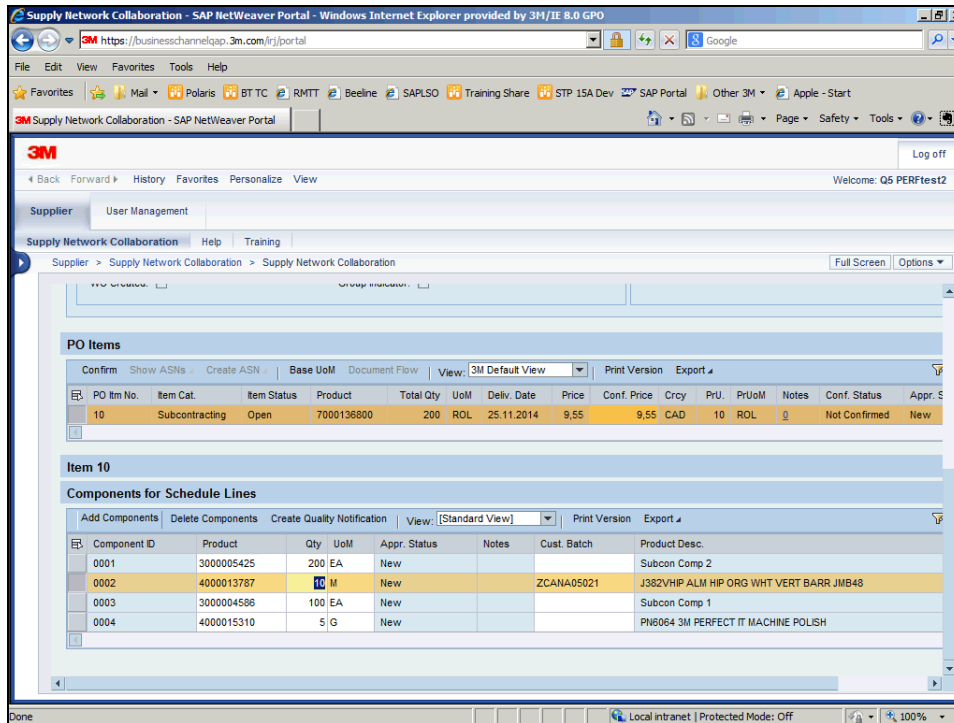 Supply Network Collaboration - SAP NetWeaver Portal - Windows Internet Explorer provided by 3M/IE 8.0 GPO
3M https://businesschannelqap.3m.com/irj/portal
Google
File Edit View Favorites Tools Help
Favorites Mail Polaris BT TC RMTT Beeline SAPLSO Training Share STP 15A Dev SAP Portal Other 3M Apple - Start
3M Supply Network Collaboration - SAP NetWeaver Portal
Page Safety Tools
3M
Log off
Back Forward History Favorites Personalize View
Welcome: Q5 PERFtest2
Supplier User Management
Supply Network Collaboration Help Training
Supplier > Supply Network Collaboration > Supply Network Collaboration
Full Screen Options
WO Created: Group Indicator:
PO Items
Confirm Show ASNs Create ASN Base UoM Document Flow View: 3M Default View Print Version Export
PO Itm No. Item Cat. Item Status Product Total Qty UoM Deliv. Date Price Conf. Price Crcy PrU. PrUoM Notes Conf. Status Appr. S
10 Subcontracting Open 7000136800 200 ROL 25.11.2014 9,55 9,55 CAD 10 ROL 0 Not Confirmed New
Item 10
Components for Schedule Lines
Add Components Delete Components Create Quality Notification View: [Standard View] Print Version Export
Component ID Product Qty UoM Appr. Status Notes Cust. Batch Product Desc.
0001 3000005425 200 EA New Subcon Comp 2
0002 4000013787 10 M New ZCANA05021 J382VHIP ALM HIP ORG WHT VERT BARR JMB48
0003 3000004586 100 EA New Subcon Comp 1
0004 4000015310 5 G New PN6064 3M PERFECT IT MACHINE POLISH
Done
Local intranet | Protected Mode: Off
100%